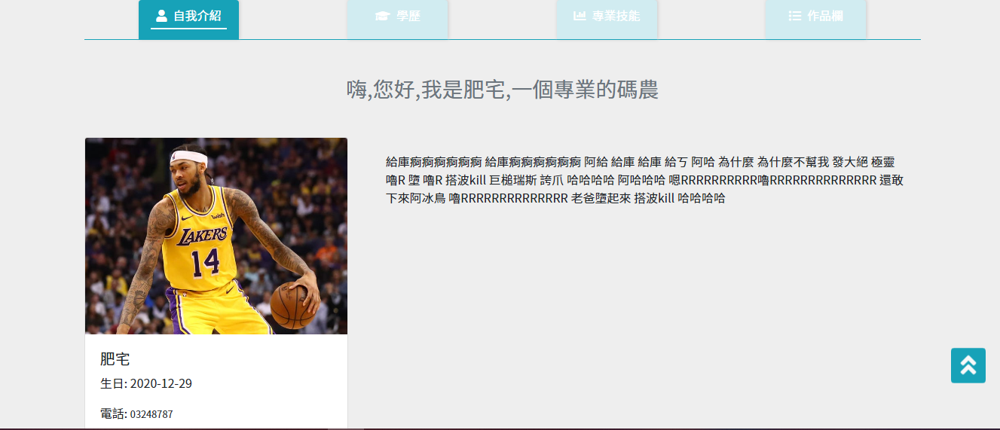 自我介紹
學歷
專業技能
作品欄
嗨,您好,我是肥宅,一個專業的碼農
給庫痾痾痾痾痾痾 給庫痾痾痾痾痾痾 阿給 給庫 給庫 給ㄎ 阿哈 為什麼 為什麼不幫我 發大絕 極靈
嚕R 墮 嚕R 搭波kill 巨槌瑞斯 誇爪 哈哈哈哈 阿哈哈哈 嗯RRRRRRRRRR嚕RRRRRRRRRRRRRR 還敢
下來阿冰鳥 嚕RRRRRRRRRRRRRR 老爸墮起來 搭波kill 哈哈哈哈
wish
LAKERS
14
肥宅
生日: 2020-12-29
電話: 03248787